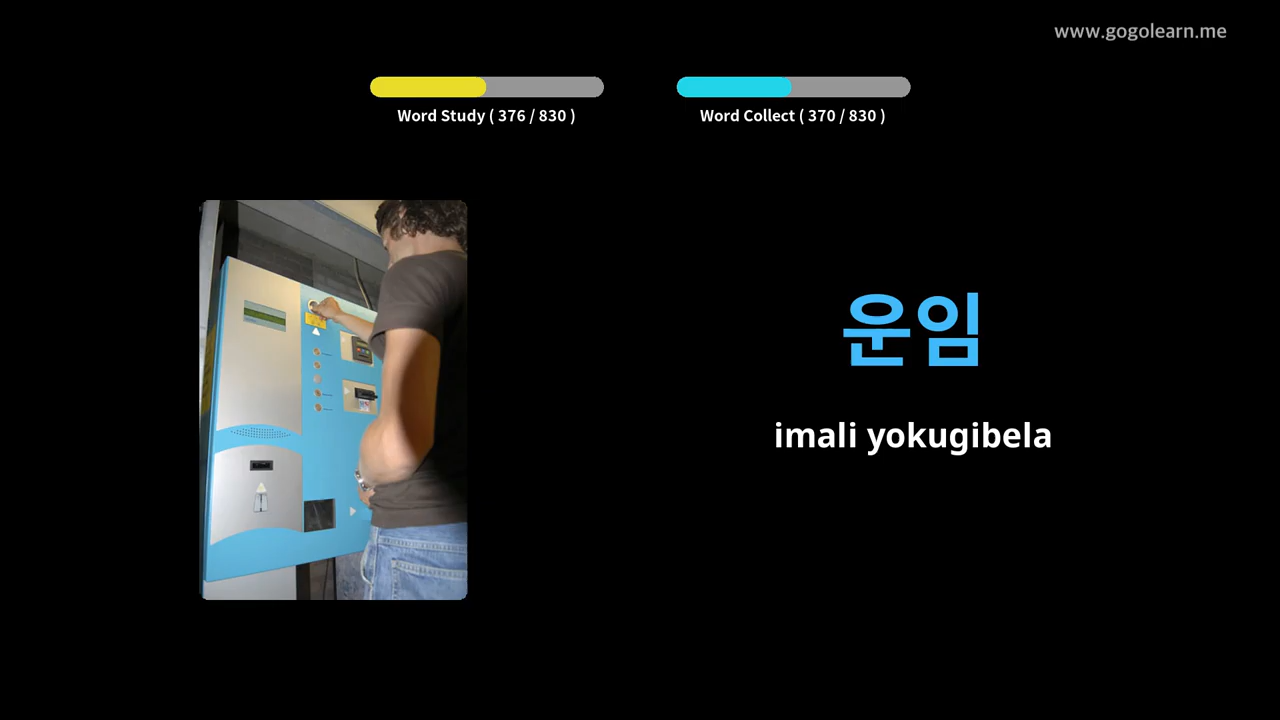 www.gogolearn.me
Word Study ( 376 / 830 )
Word Collect ( 370 / 830 )
운임
imali yokugibela